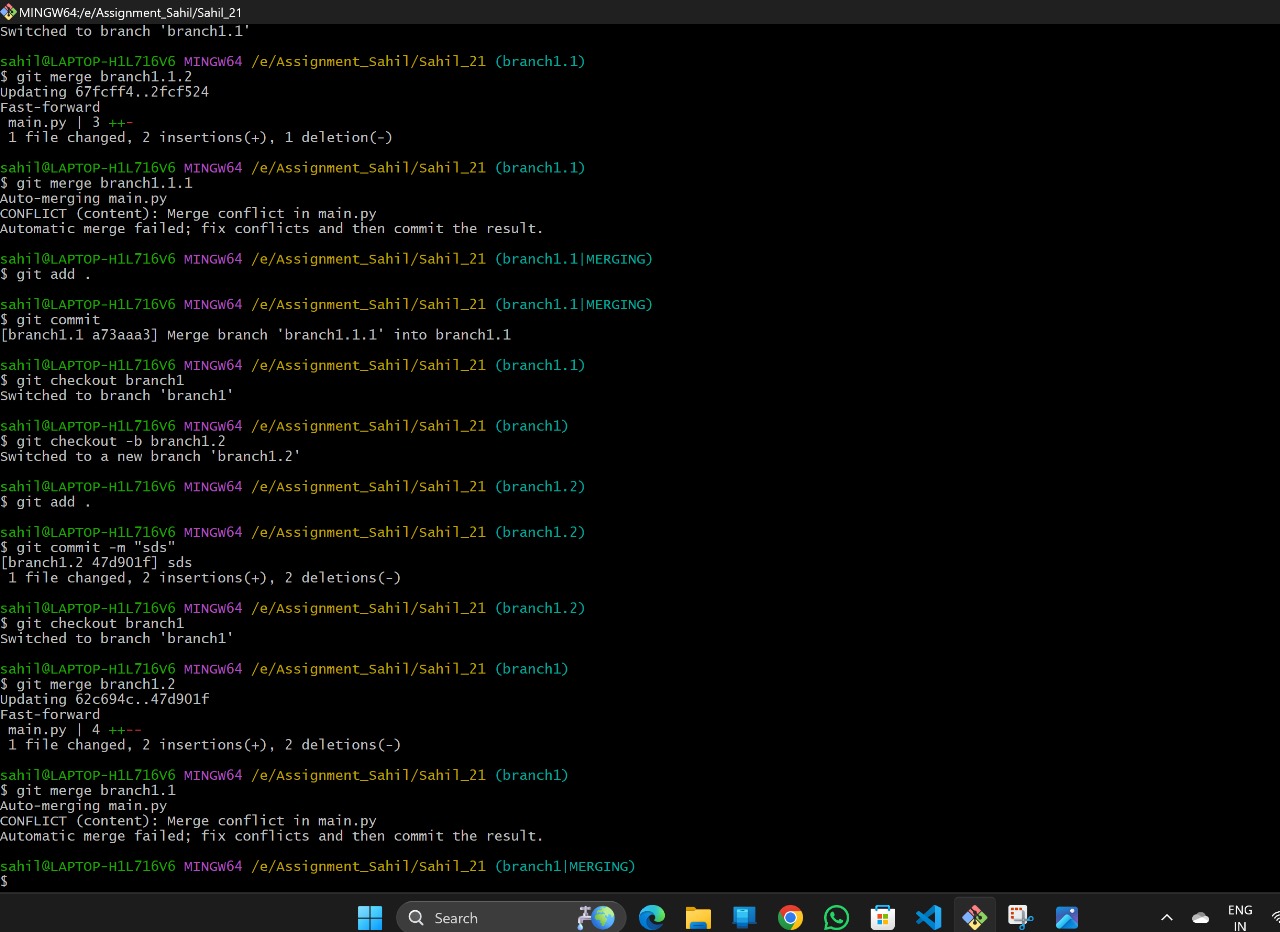 MINGW64:/e/Assignment_Sahil/Sahil_21
Switched to branch 'branch1.1'
sahil@LAPTOP-H1L716V6 MINGW64 /e/Assignment_Sahil/Sahil_21 (branch1.1)
$ git merge branch1.1.2
Updating 67fcff4..2fcf524
Fast-forward
 main.py | 3 ++-
 1 file changed, 2 insertions(+), 1 deletion(-)
sahil@LAPTOP-H1L716V6 MINGW64 /e/Assignment_Sahil/Sahil_21 (branch1.1)
$ git merge branch1.1.1
Auto-merging main.py
CONFLICT (content): Merge conflict in main.py
Automatic merge failed; fix conflicts and then commit the result.
sahil@LAPTOP-H1L716V6 MINGW64 /e/Assignment_Sahil/Sahil_21 (branch1.1|MERGING)
$ git add .
sahil@LAPTOP-H1L716V6 MINGW64 /e/Assignment_Sahil/Sahil_21 (branch1.1|MERGING)
$ git commit
[branch1.1 a73aaa3] Merge branch 'branch1.1.1' into branch1.1
sahil@LAPTOP-H1L716V6 MINGW64 /e/Assignment_Sahil/Sahil_21 (branch1.1)
$ git checkout branch1
Switched to branch 'branch1'
sahil@LAPTOP-H1L716V6 MINGW64 /e/Assignment_Sahil/Sahil_21 (branch1)
$ git checkout -b branch1.2
Switched to a new branch 'branch1.2'
sahil@LAPTOP-H1L716V6 MINGW64 /e/Assignment_Sahil/Sahil_21 (branch1.2)
$ git add .
sahil@LAPTOP-H1L716V6 MINGW64 /e/Assignment_Sahil/Sahil_21 (branch1.2)
$ git commit -m "sds"
[branch1.2 47d901f] sds
 1 file changed, 2 insertions(+), 2 deletions(-)
sahil@LAPTOP-H1L716V6 MINGW64 /e/Assignment_Sahil/Sahil_21 (branch1.2)
$ git checkout branch1
Switched to branch 'branch1'
sahil@LAPTOP-H1L716V6 MINGW64 /e/Assignment_Sahil/Sahil_21 (branch1)
$ git merge branch1.2
Updating 62c694c..47d901f
Fast-forward
 main.py | 4 ++--
 1 file changed, 2 insertions(+), 2 deletions(-)
sahil@LAPTOP-H1L716V6 MINGW64 /e/Assignment_Sahil/Sahil_21 (branch1)
$ git merge branch1.1
Auto-merging main.py
CONFLICT (content): Merge conflict in main.py
Automatic merge failed; fix conflicts and then commit the result.
sahil@LAPTOP-H1L716V6 MINGW64 /e/Assignment_Sahil/Sahil_21 (branch1|MERGING)
$
Search
ENG
IN